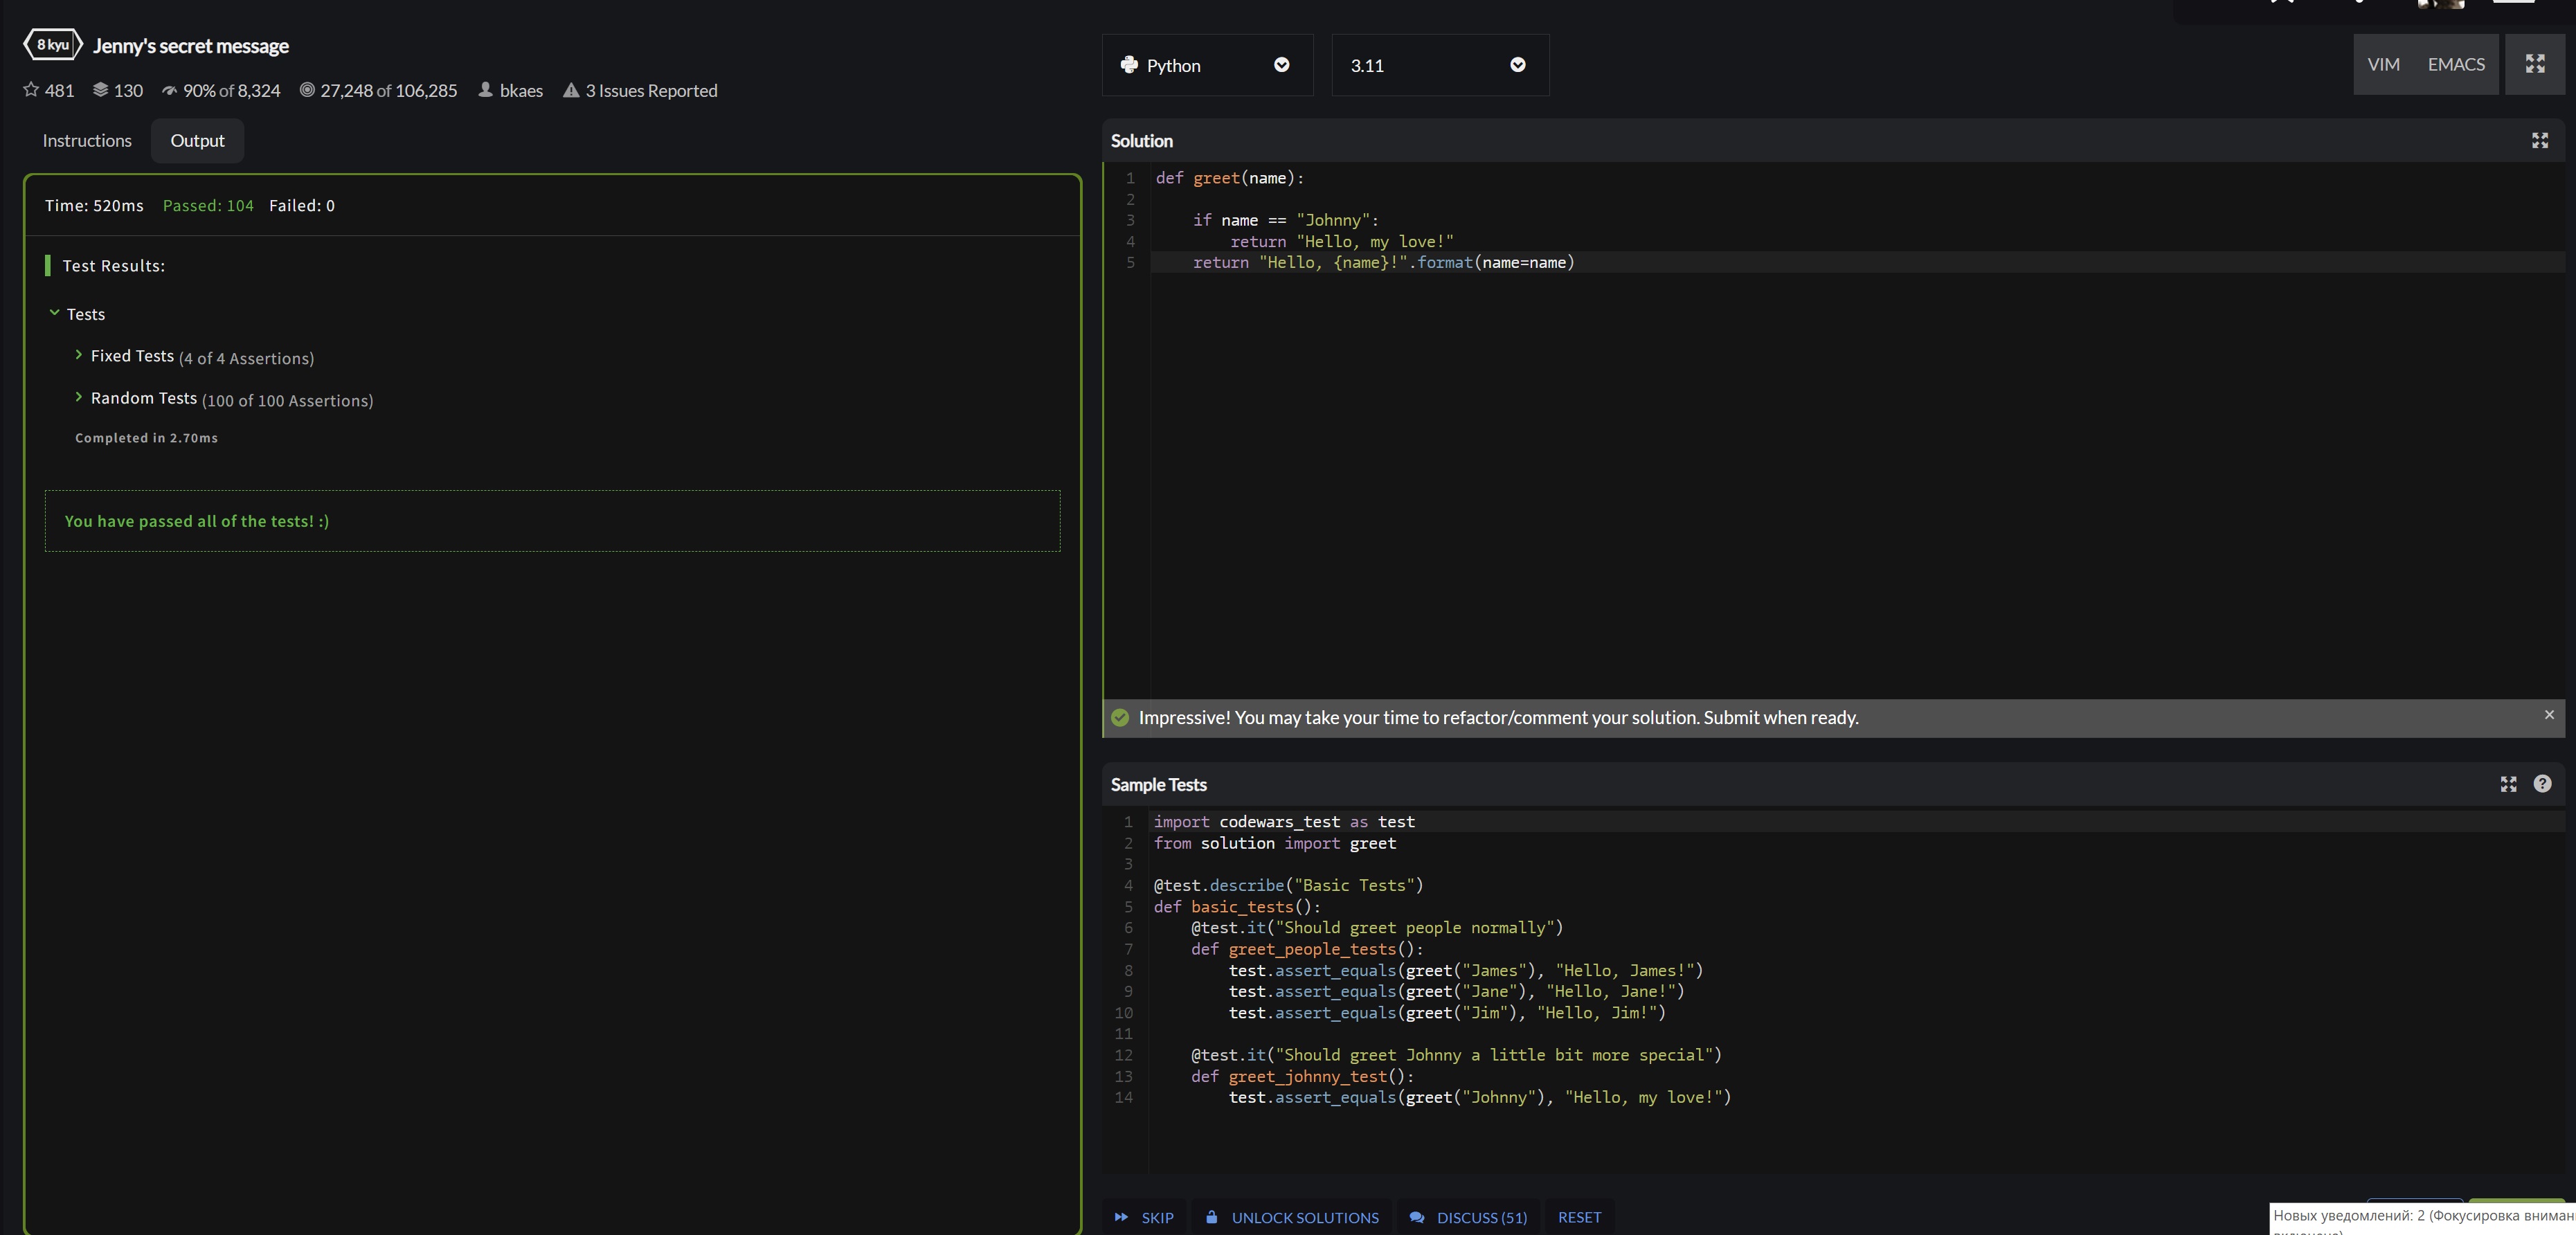 8 kyu Jenny's secret message
481 130 90% of 8,324 27,248 of 106,285 bkaes 3 Issues Reported
Instructions Output
Time: 520ms Passed: 104 Failed: 0
Test Results:
Tests
Fixed Tests (4 of 4 Assertions)
Random Tests (100 of 100 Assertions)
Completed in 2.70ms
You have passed all of the tests! :)
Python 3.11 VIM EMACS
Solution
1 def greet(name):
2
3     if name == "Johnny":
4         return "Hello, my love!"
5     return "Hello, {name}!".format(name=name)
Impressive! You may take your time to refactor/comment your solution. Submit when ready.
Sample Tests
1 import codewars_test as test
2 from solution import greet
3
4 @test.describe("Basic Tests")
5 def basic_tests():
6     @test.it("Should greet people normally")
7     def greet_people_tests():
8         test.assert_equals(greet("James"), "Hello, James!")
9         test.assert_equals(greet("Jane"), "Hello, Jane!")
10         test.assert_equals(greet("Jim"), "Hello, Jim!")
11
12     @test.it("Should greet Johnny a little bit more special")
13     def greet_johnny_test():
14         test.assert_equals(greet("Johnny"), "Hello, my love!")
SKIP UNLOCK SOLUTIONS DISCUSS (51) RESET
Новых уведомлений: 2 (Фокусировка вниман